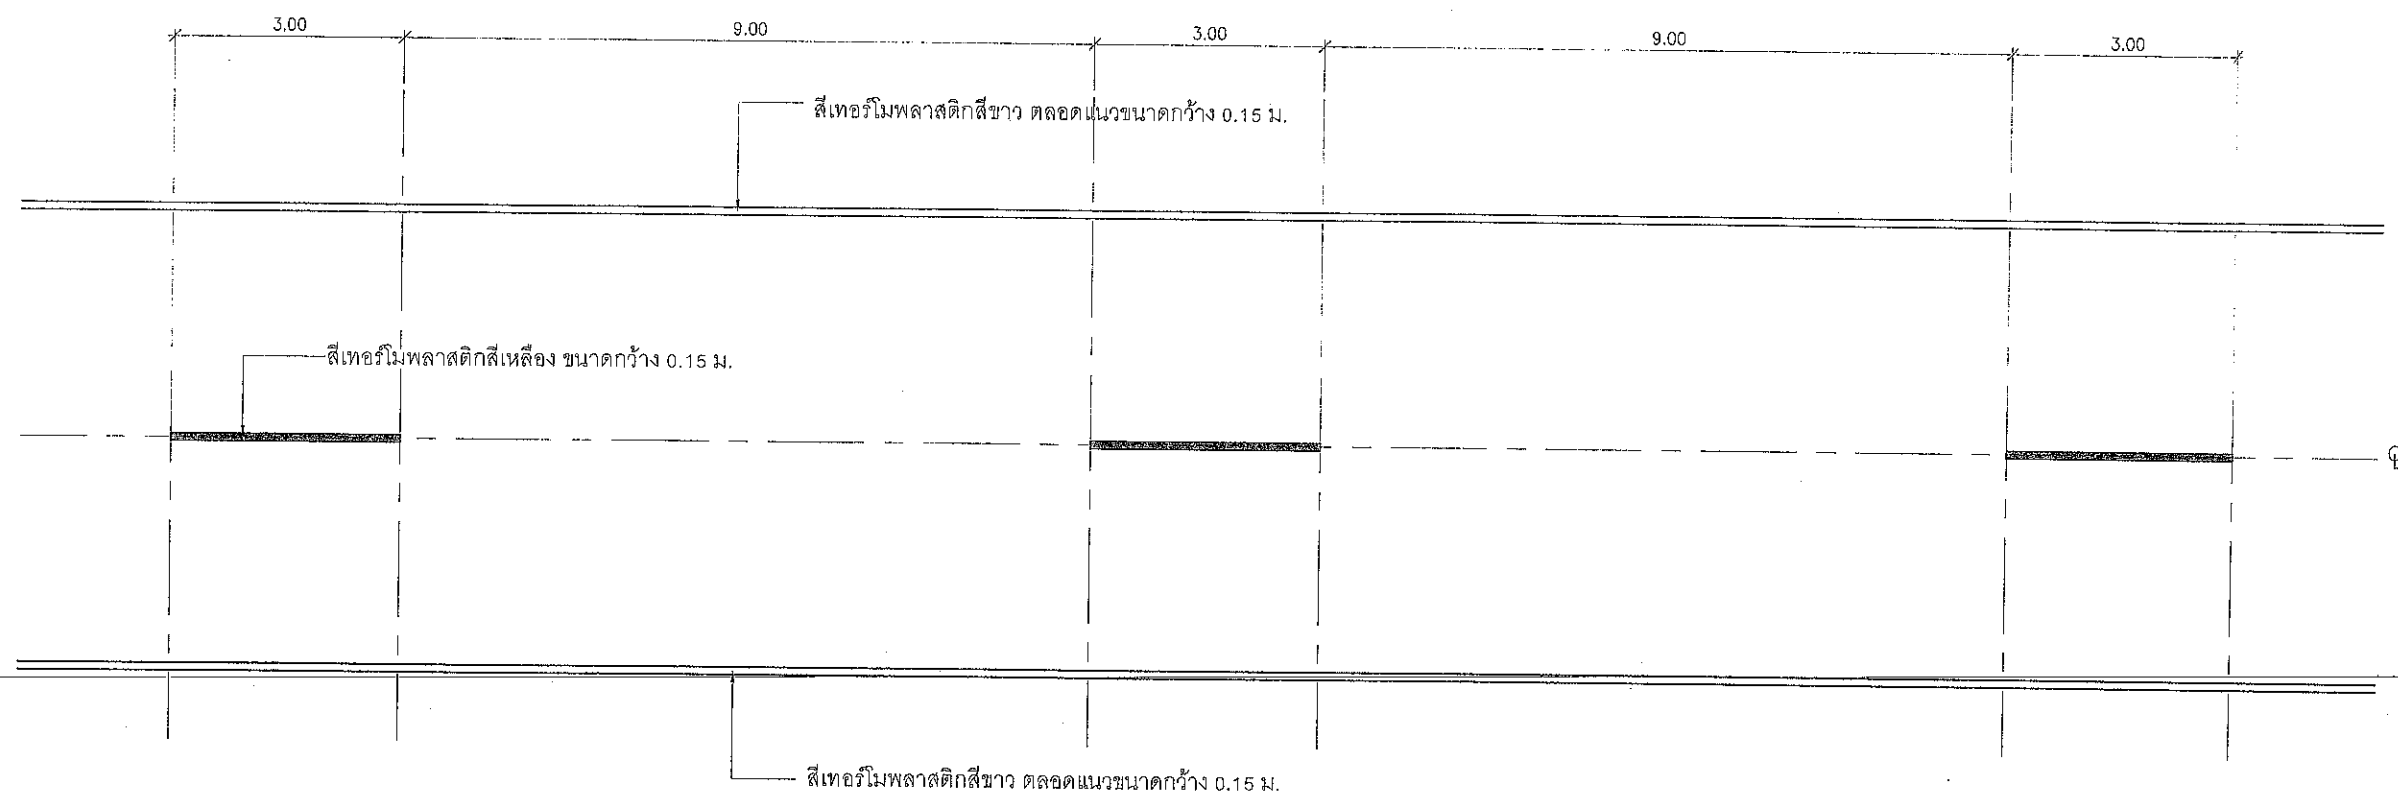 3.00 9.00 3.00 9.00 3.00
สีเทอร์โมพลาสติกสีขาว ตลอดแนวขนาดกว้าง 0.15 ม.
สีเทอร์โมพลาสติกสีเหลือง ขนาดกว้าง 0.15 ม.
℄
สีเทอร์โมพลาสติกสีขาว ตลอดแนวขนาดกว้าง 0.15 ม.